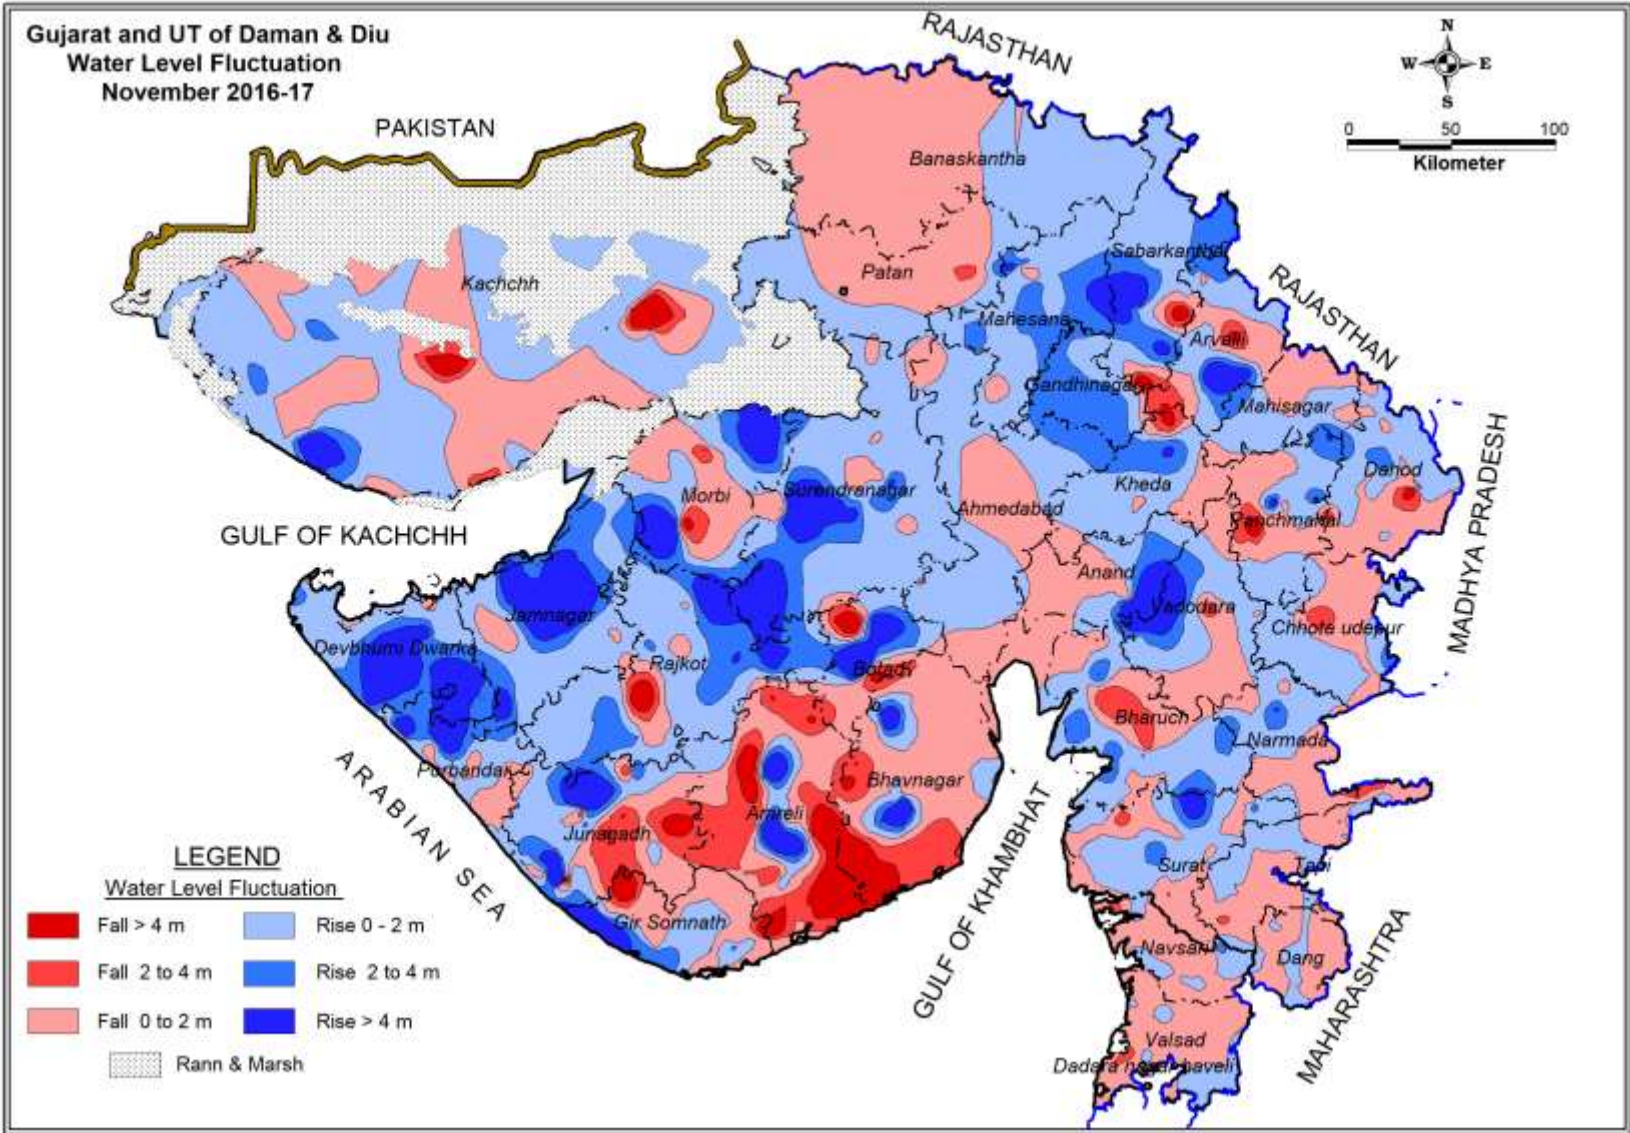 Gujarat and UT of Daman & Diu
Water Level Fluctuation
November 2016-17
RAJASTHAN
N
W E
S
0 50 100
Kilometer
PAKISTAN
Banaskantha
Sabarkantha
Patan
Kachchh
RAJASTHAN
Mahesana
Arvalli
Gandhinagar
Mahisagar
MADHYA PRADESH
Dahod
Morbi
Surendranagar
Kheda
Ahmedabad
Panchmahal
GULF OF KACHCHH
Anand
Jamnagar
Vadodara
Chhote udepur
Devbhumi Dwarka
Rajkot
Botad
Bharuch
Narmada
Porbandar
Bhavnagar
ARABIAN SEA
Amreli
Junagadh
GULF OF KHAMBHAT
Surat
Tapi
Gir Somnath
Navsari
Dang
MAHARASHTRA
Valsad
Dadara nagar haveli
LEGEND
Water Level Fluctuation
Fall > 4 m Rise 0 - 2 m
Fall 2 to 4 m Rise 2 to 4 m
Fall 0 to 2 m Rise > 4 m
Rann & Marsh